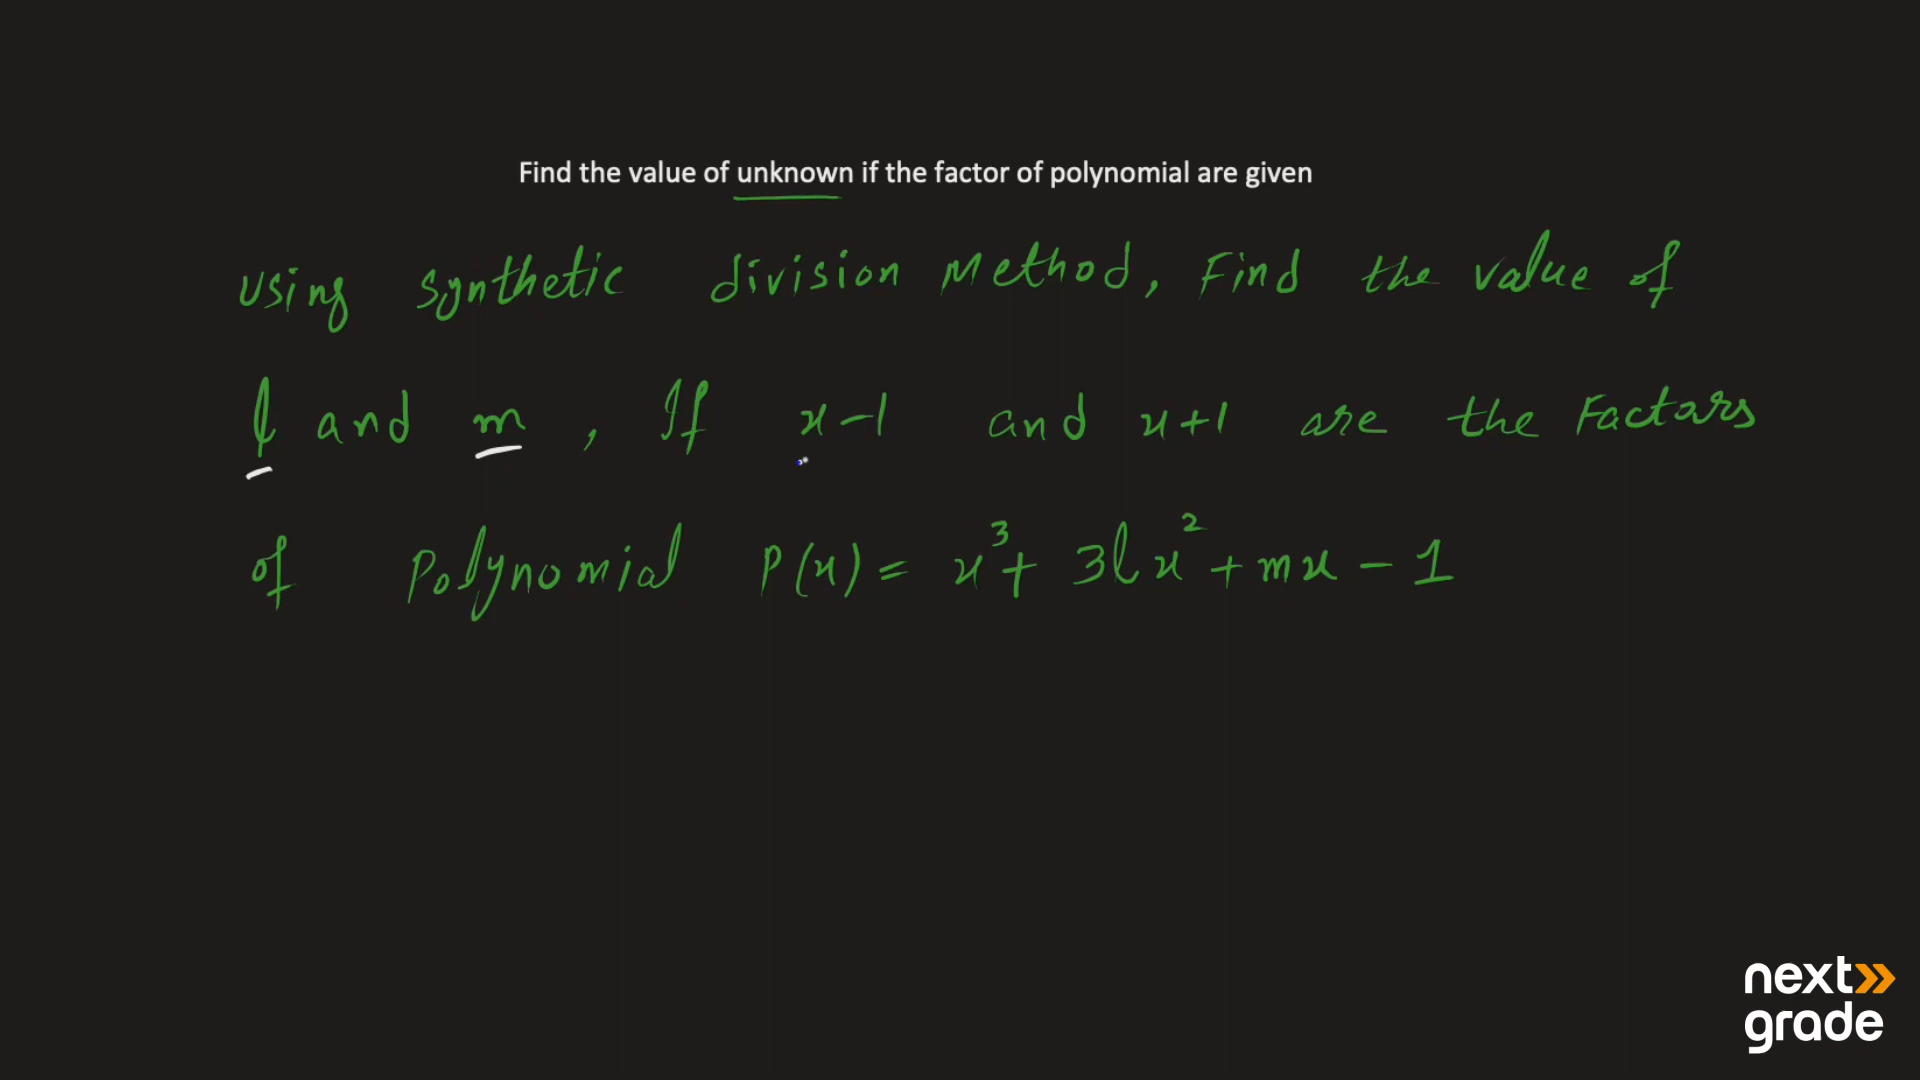 Find the value of unknown if the factor of polynomial are given
Using synthetic division Method, Find the value of
l and m, If x-1 and x+1 are the Factors
of Polynomial P(x) = x³ + 3lx² + mx - 1
next
grade